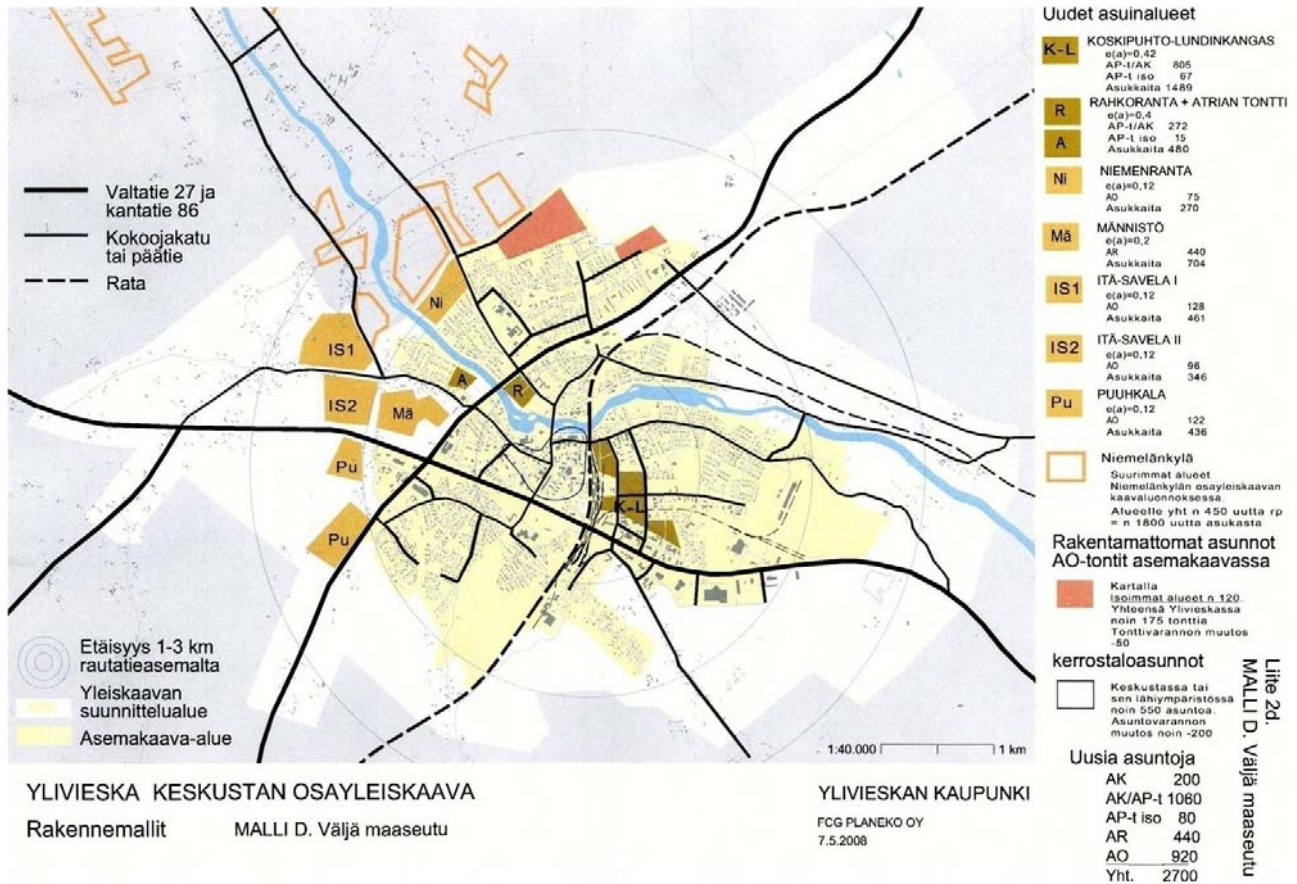 Valtatie 27 ja
kantatie 86
Kokoojakatu
tai päätie
Rata
Ni
IS1
A
R
IS2
Mä
Pu
K-L
Pu
Etäisyys 1-3 km
rautatieasemalta
Yleiskaavan
suunnittelualue
Asemakaava-alue
1:40.000
1 km
YLIVIESKA KESKUSTAN OSAYLEISKAAVA
Rakennemallit MALLI D. Väljä maaseutu
YLIVIESKAN KAUPUNKI
FCG PLANEKO OY
7.5.2008
Uudet asuinalueet
K-L KOSKIPUHTO-LUNDINKANGAS
e(a)=0,42
AP-t/AK 805
AP-t iso 67
Asukkaita 1489
R RAHKORANTA + ATRIAN TONTTI
e(a)=0,4
AP-t/AK 272
A AP-t iso 15
Asukkaita 480
Ni NIEMENRANTA
e(a)=0,12
AO 75
Asukkaita 270
Mä MÄNNISTÖ
e(a)=0,2
AR 440
Asukkaita 704
IS1 ITÄ-SAVELA I
e(a)=0,12
AO 128
Asukkaita 461
IS2 ITÄ-SAVELA II
e(a)=0,12
AO 96
Asukkaita 346
Pu PUUHKALA
e(a)=0,12
AO 122
Asukkaita 436
Niemelänkylä
Suurimmat alueet
Niemelänkylän osayleiskaavan
kaavaluonnoksessa.
Alueelle yht n 450 uutta rp
= n 1800 uutta asukasta
Rakentamattomat asunnot
AO-tontit asemakaavassa
Kartalla
Isoimmat alueet n 120.
Yhteensä Ylivieskassa
noin 175 tonttia
Tonttivarannon muutos
-50
kerrostaloasunnot
Keskustassa tai
sen lähiympäristössä
noin 550 asuntoa.
Asuntovarannon
muutos noin -200
Uusia asuntoja
AK 200
AK/AP-t 1060
AP-t iso 80
AR 440
AO 920
Yht. 2700
Liite 2d.
MALLI D. Väljä maaseutu